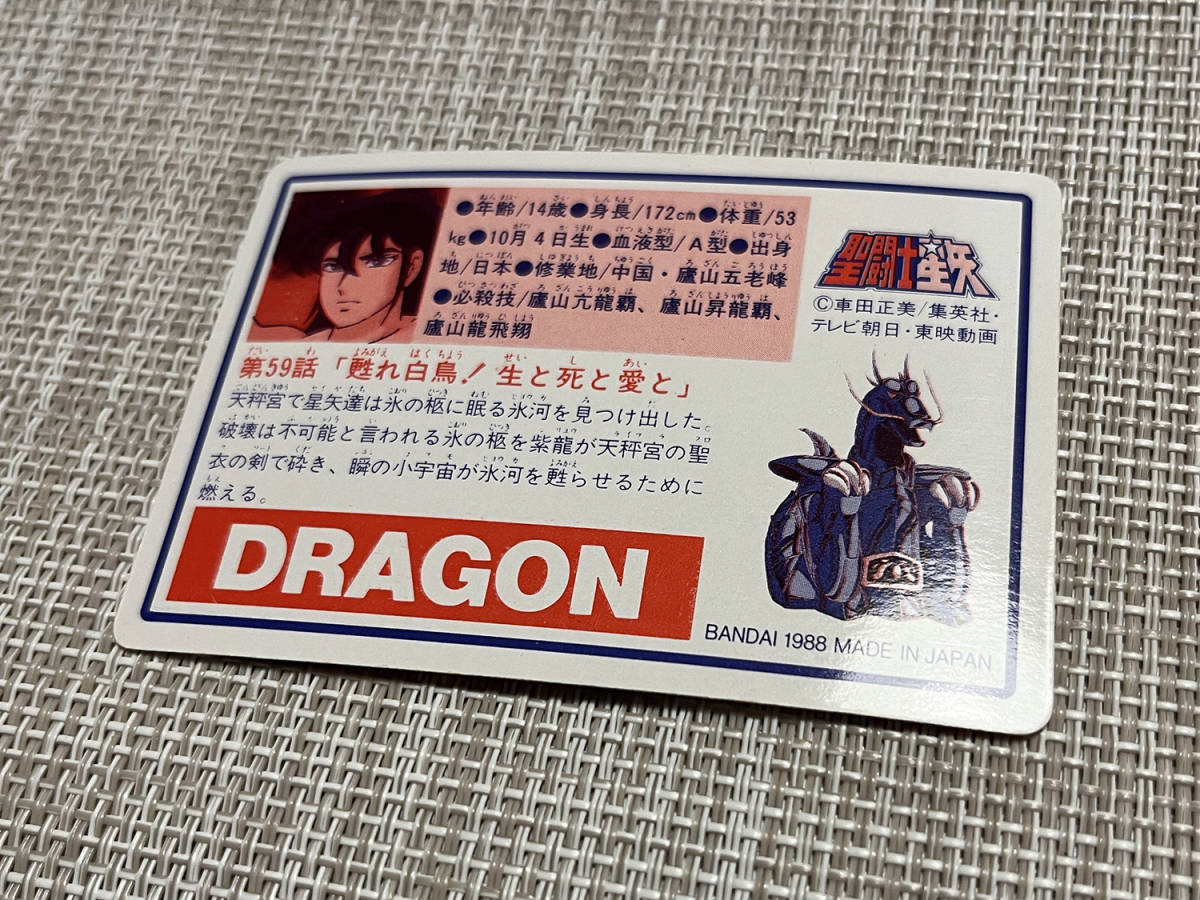 ●年齢/14歳●身長/172cm●体重/53
kg●10月4日生●血液型/A型●出身
地/日本●修業地/中国・廬山五老峰
●必殺技/廬山亢龍覇、廬山昇龍覇、
廬山龍飛翔
聖闘士星矢
©車田正美/集英社・
テレビ朝日・東映動画
第59話「甦れ白鳥!生と死と愛と」
天秤宮で星矢達は氷の柩に眠る氷河を見つけ出した。
破壊は不可能と言われる氷の柩を紫龍が天秤宮の聖
衣の剣で砕き、瞬の小宇宙が氷河を甦らせるために
燃える。
DRAGON
BANDAI 1988 MADE IN JAPAN